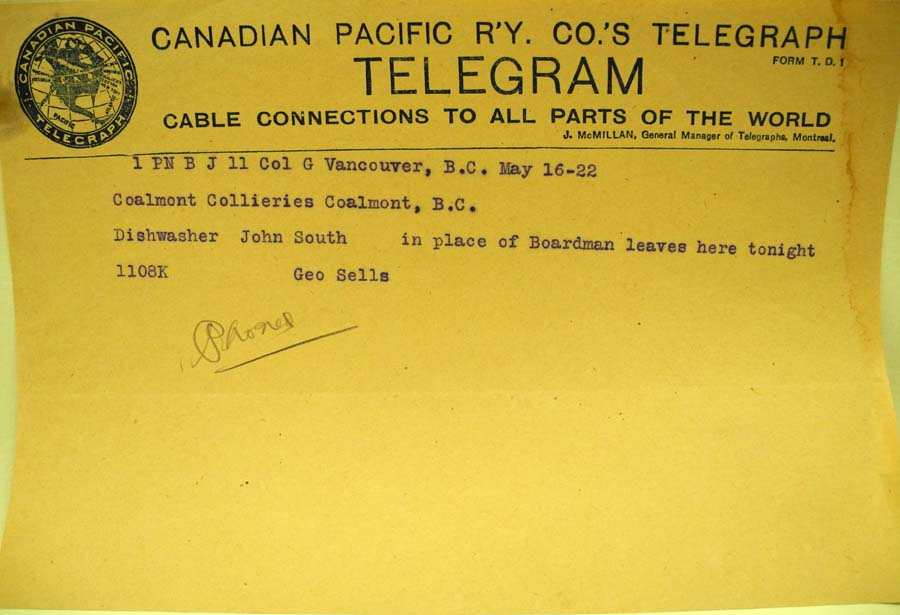 CANADIAN PACIFIC
TELEGRAPH
PACIFIC
CANADIAN PACIFIC R'Y. CO.'S TELEGRAPH
FORM T. D. 1
TELEGRAM
CABLE CONNECTIONS TO ALL PARTS OF THE WORLD
J. McMILLAN, General Manager of Telegraphs, Montreal.
1 PN B J 11 Col G Vancouver, B.C. May 16-22
Coalmont Collieries Coalmont, B.C.
Dishwasher John South in place of Boardman leaves here tonight
1108K Geo Sells
Phoned